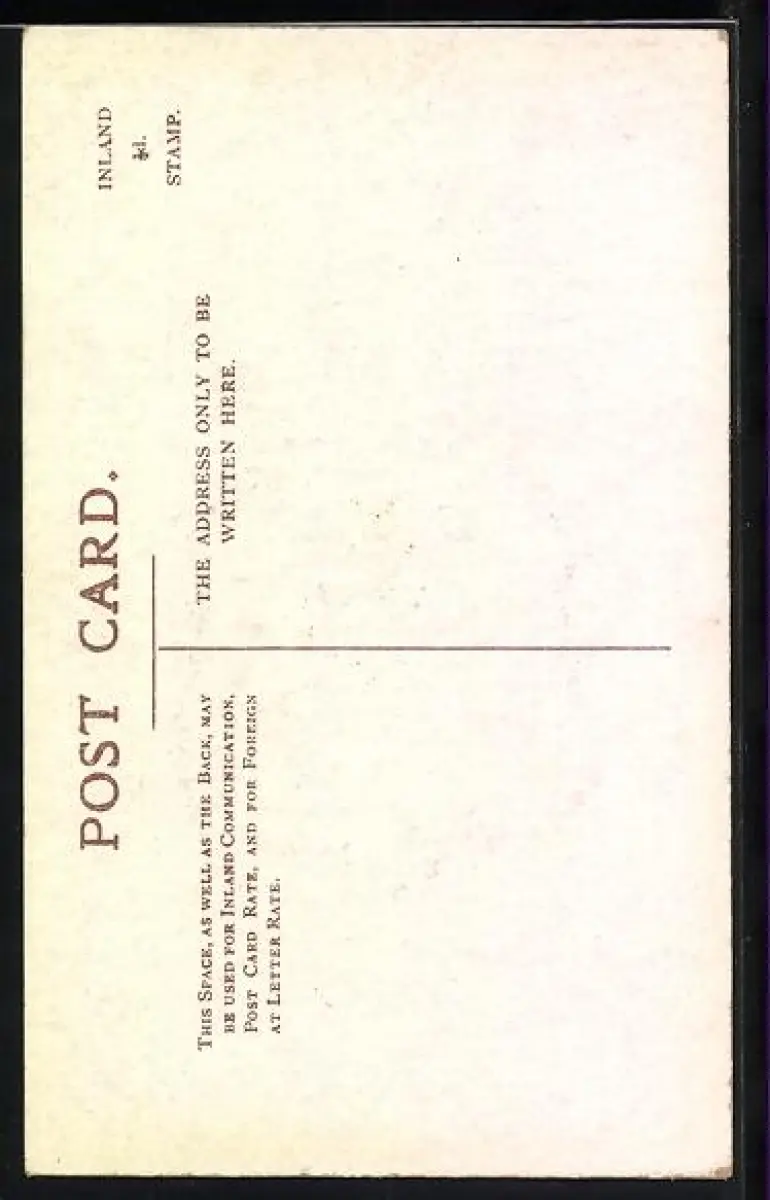 POST CARD.
INLAND
½d.
STAMP.
THIS SPACE, AS WELL AS THE BACK, MAY
BE USED FOR INLAND COMMUNICATION,
POST CARD RATE, AND FOR FOREIGN
AT LETTER RATE.
THE ADDRESS ONLY TO BE
WRITTEN HERE.